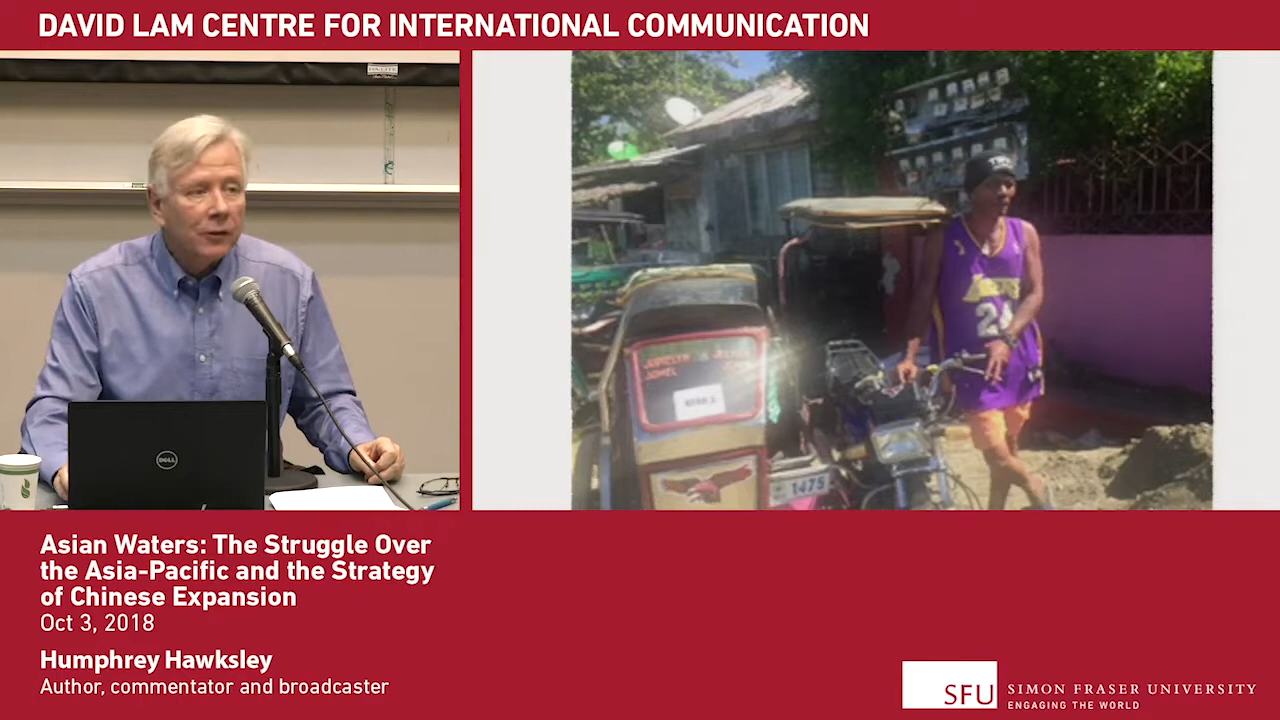 DAVID LAM CENTRE FOR INTERNATIONAL COMMUNICATION
DELL
24
1475
Asian Waters: The Struggle Over
the Asia-Pacific and the Strategy
of Chinese Expansion
Oct 3, 2018
Humphrey Hawksley
Author, commentator and broadcaster
SFU
SIMON FRASER UNIVERSITY
ENGAGING THE WORLD